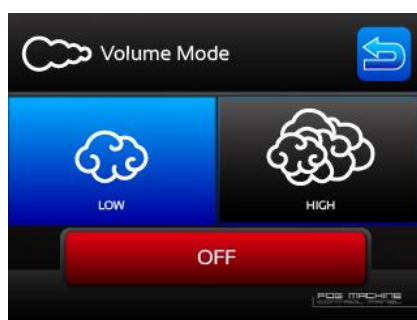 Volume Mode
LOW
HIGH
OFF
FOG MACHINE
CONTROL PANEL